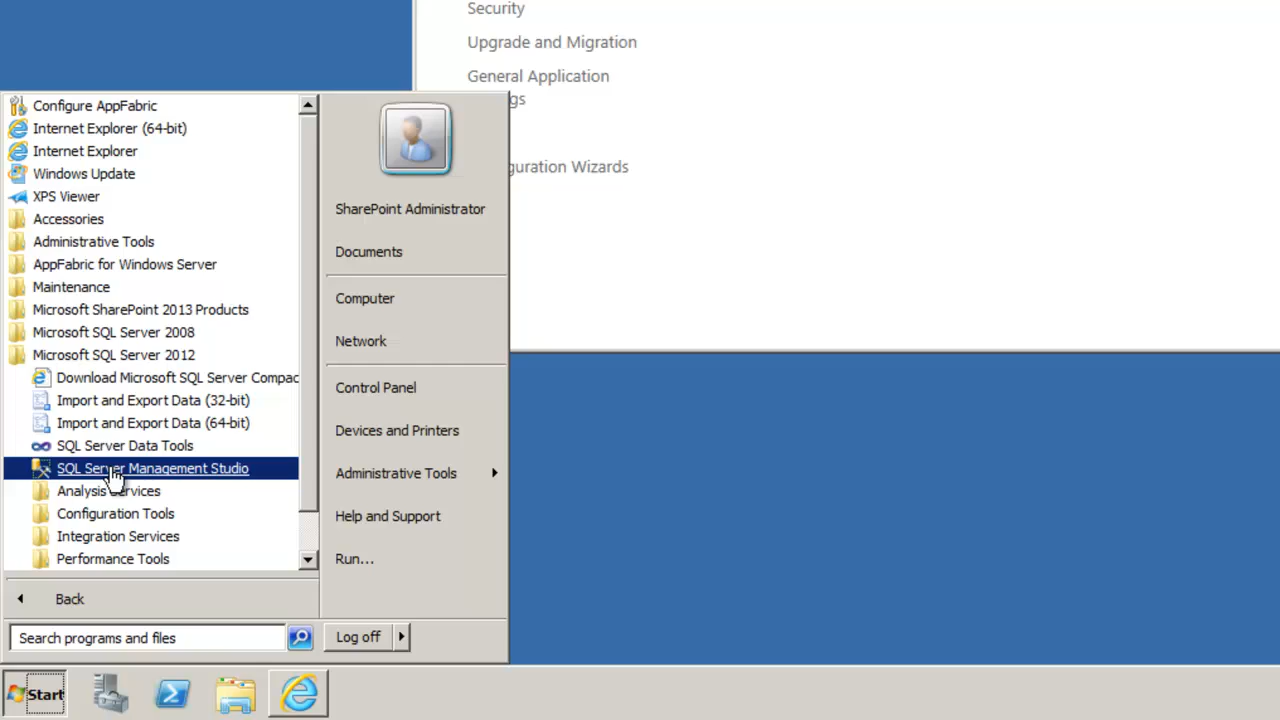 Security
Upgrade and Migration
General Application
gs
guration Wizards
Configure AppFabric
Internet Explorer (64-bit)
Internet Explorer
Windows Update
XPS Viewer
Accessories
Administrative Tools
AppFabric for Windows Server
Maintenance
Microsoft SharePoint 2013 Products
Microsoft SQL Server 2008
Microsoft SQL Server 2012
Download Microsoft SQL Server Compac
Import and Export Data (32-bit)
Import and Export Data (64-bit)
SQL Server Data Tools
SQL Server Management Studio
Analysis Services
Configuration Tools
Integration Services
Performance Tools
Back
Search programs and files
SharePoint Administrator
Documents
Computer
Network
Control Panel
Devices and Printers
Administrative Tools
Help and Support
Run...
Log off
Start